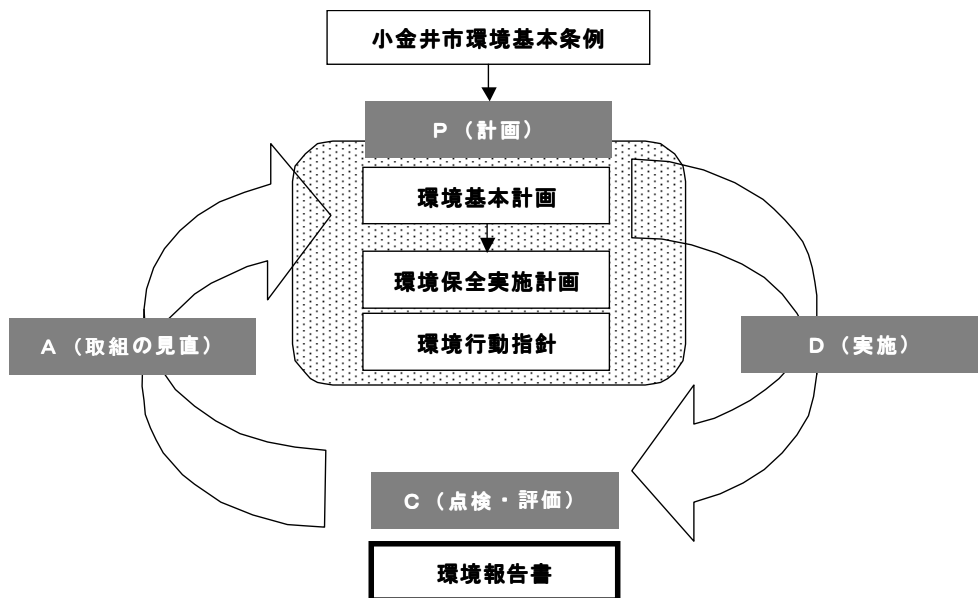 小金井市環境基本条例
P（計画）
環境基本計画
環境保全実施計画
環境行動指針
A（取組の見直）
D（実施）
C（点検・評価）
環境報告書